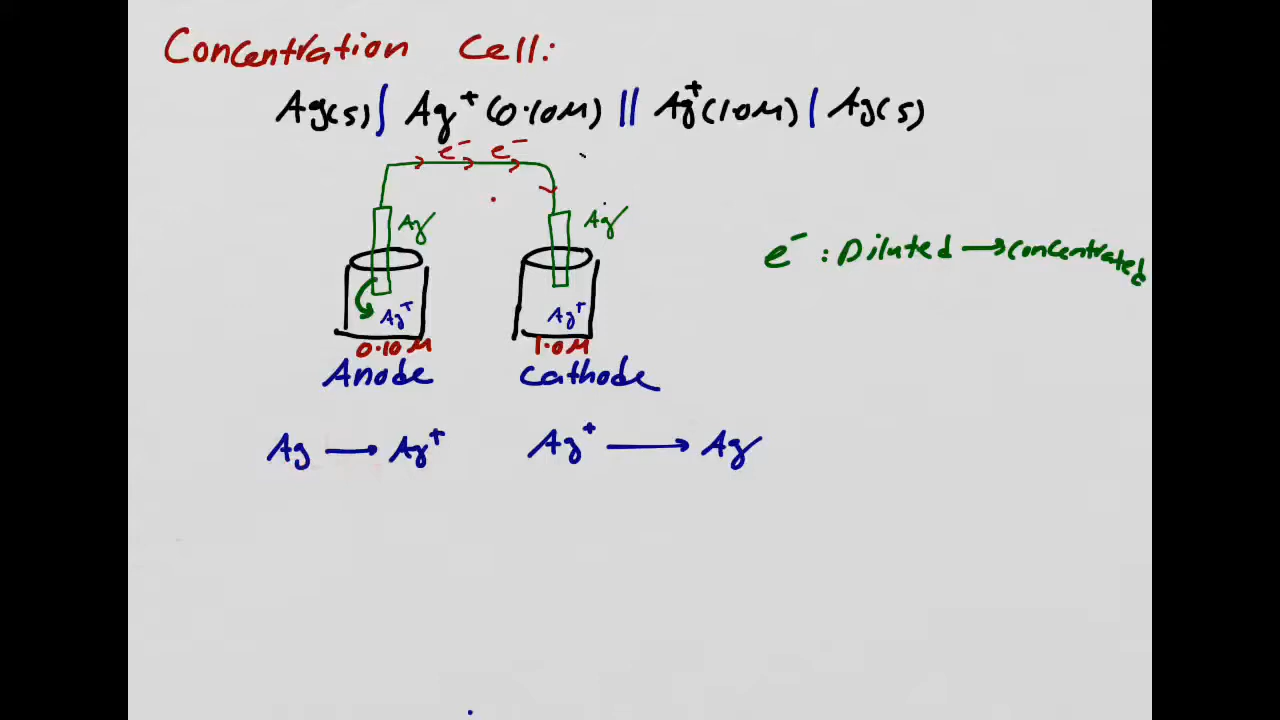 Concentration Cell:
Ag(s) | Ag⁺(0.10M) || Ag⁺(1.0M) | Ag(s)
e⁻ e⁻
Ag Ag
e⁻ : Diluted → concentrated
Ag⁺ Ag⁺
0.10M 1.0M
Anode Cathode
Ag → Ag⁺ Ag⁺ → Ag